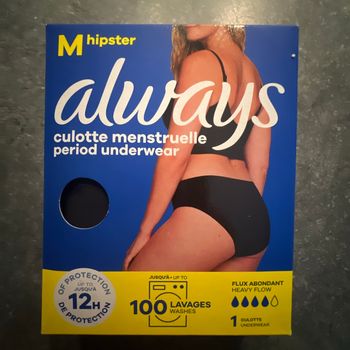 M hipster
always
culotte menstruelle
period underwear
OF PROTECTION
UP TO
JUSQU'À
12H
DE PROTECTION
JUSQU'À • UP TO
100 LAVAGES
WASHES
FLUX ABONDANT
HEAVY FLOW
1 CULOTTE
UNDERWEAR